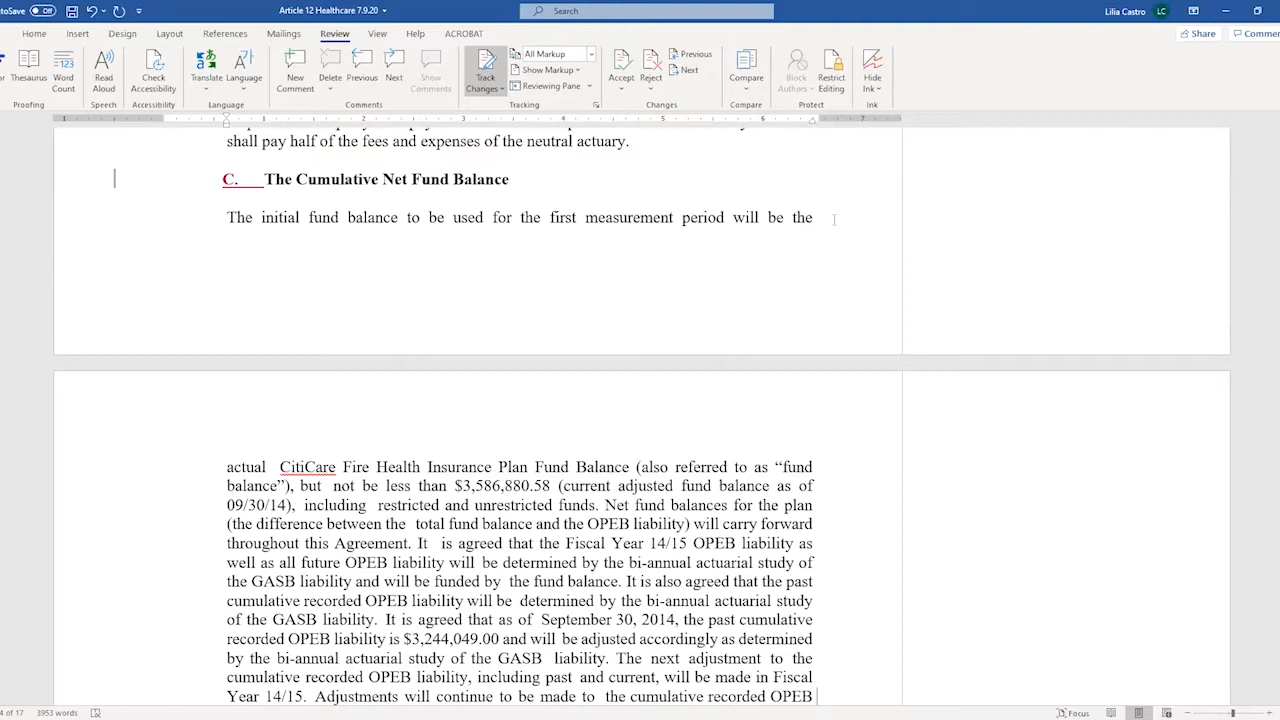 AutoSave Off
Article 12 Healthcare 7.9.20
Search
Lilia Castro
LC
Home Insert Design Layout References Mailings Review View Help ACROBAT
Share
Thesaurus
Word Count
Read Aloud
Check Accessibility
Translate
Language
New Comment
Delete
Previous
Next
Show Comments
Track Changes
All Markup
Show Markup
Reviewing Pane
Accept
Reject
Previous
Next
Compare
Block Authors
Restrict Editing
Hide Ink
Proofing Speech Accessibility Language Comments Tracking Changes Compare Protect Ink
1 1 2 3 4 5 6 7
shall pay half of the fees and expenses of the neutral actuary.
C. The Cumulative Net Fund Balance
The initial fund balance to be used for the first measurement period will be the
actual CitiCare Fire Health Insurance Plan Fund Balance (also referred to as “fund
balance”), but not be less than $3,586,880.58 (current adjusted fund balance as of
09/30/14), including restricted and unrestricted funds. Net fund balances for the plan
(the difference between the total fund balance and the OPEB liability) will carry forward
throughout this Agreement. It is agreed that the Fiscal Year 14/15 OPEB liability as
well as all future OPEB liability will be determined by the bi-annual actuarial study of
the GASB liability and will be funded by the fund balance. It is also agreed that the past
cumulative recorded OPEB liability will be determined by the bi-annual actuarial study
of the GASB liability. It is agreed that as of September 30, 2014, the past cumulative
recorded OPEB liability is $3,244,049.00 and will be adjusted accordingly as determined
by the bi-annual actuarial study of the GASB liability. The next adjustment to the
cumulative recorded OPEB liability, including past and current, will be made in Fiscal
Year 14/15. Adjustments will continue to be made to the cumulative recorded OPEB
4 of 17 3953 words
Focus